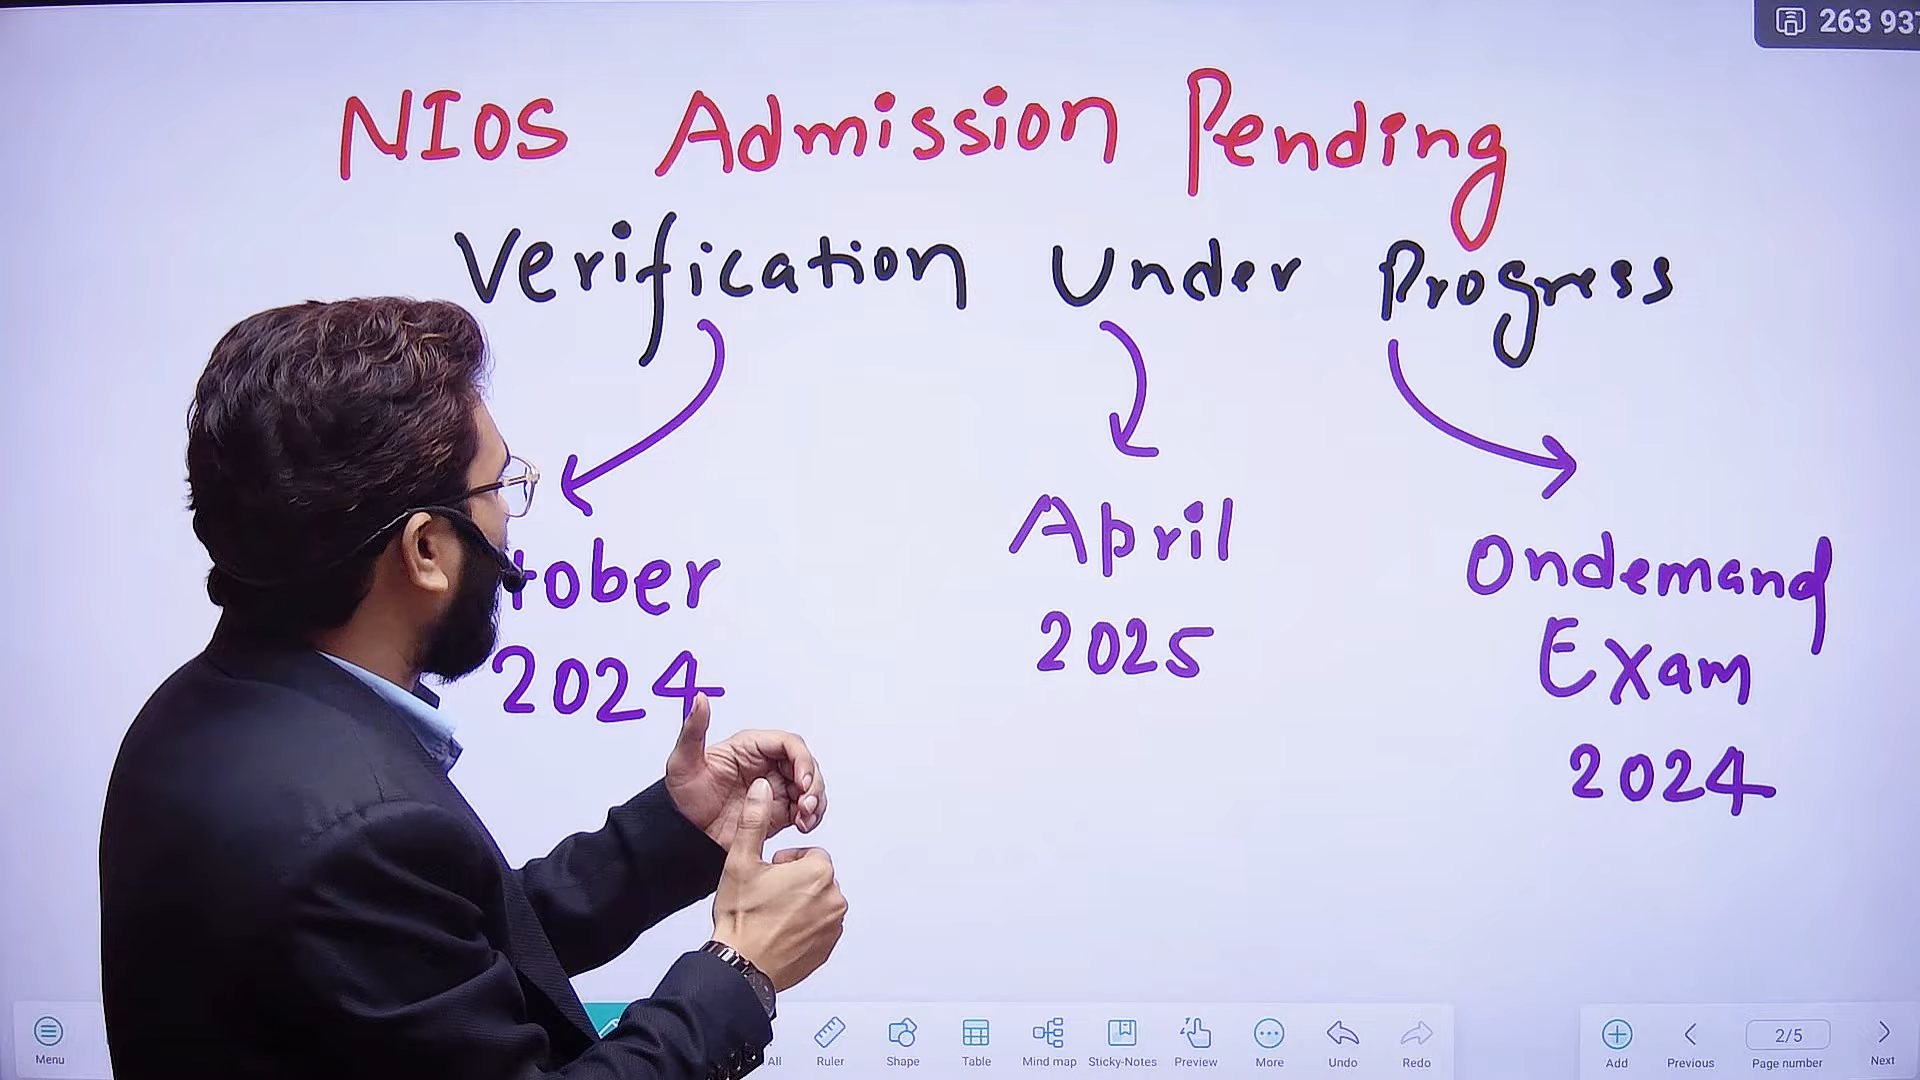 263 937
NIOS Admission Pending
Verification Under Progress
tober
2024
April
2025
Ondemand
Exam
2024
Menu
All
Ruler
Shape
Table
Mind map
Sticky-Notes
Preview
More
Undo
Redo
Add
Previous
2/5
Page number
Next